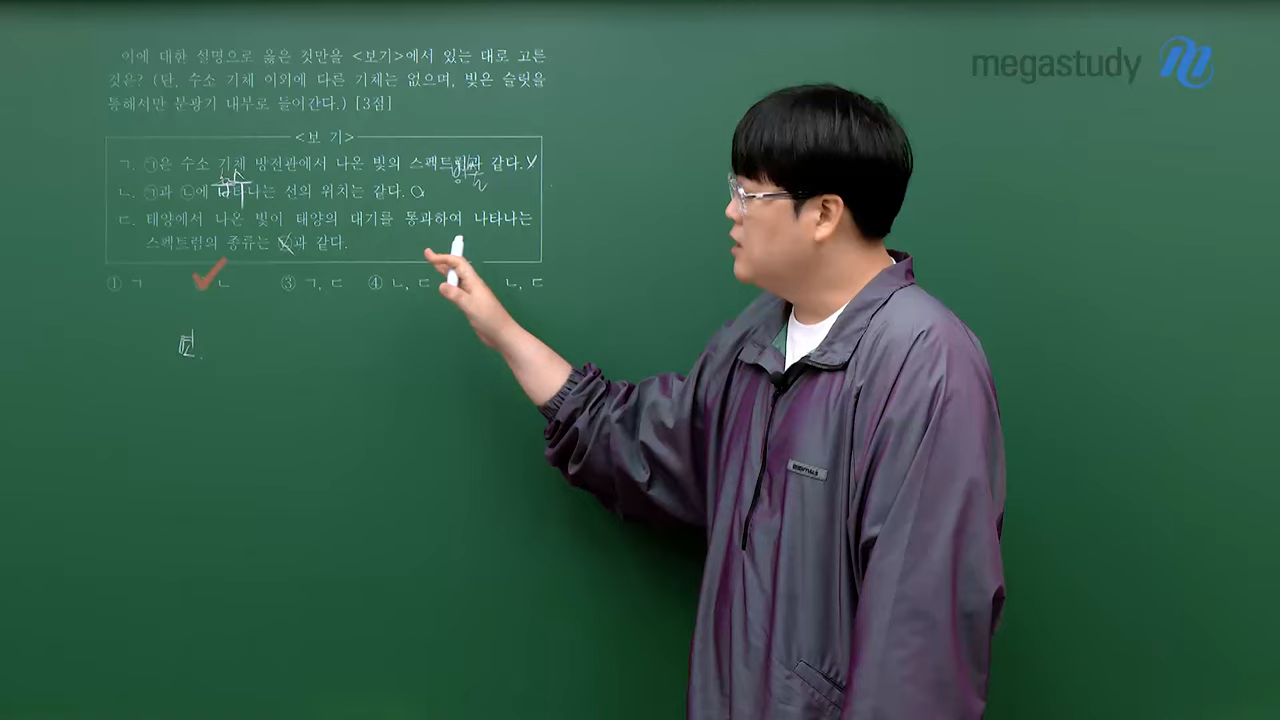 megastudy
이에 대한 설명으로 옳은 것만을 <보기>에서 있는 대로 고른
것은? (단, 수소 기체 이외에 다른 기체는 없으며, 빛은 슬릿을
통해서만 분광기 내부로 들어간다.) [3점]
<보 기>
ㄱ. ㉠은 수소 기체 방전관에서 나온 빛의 스펙트럼과 같다. X
ㄴ. ㉠과 ㉡에 나타나는 선의 위치는 같다. O
ㄷ. 태양에서 나온 빛이 태양의 대기를 통과하여 나타나는
스펙트럼의 종류는 ㉡과 같다.
① ㄱ ㄴ ③ ㄱ, ㄷ ④ ㄴ, ㄷ ㄴ, ㄷ
ESSENTIALS